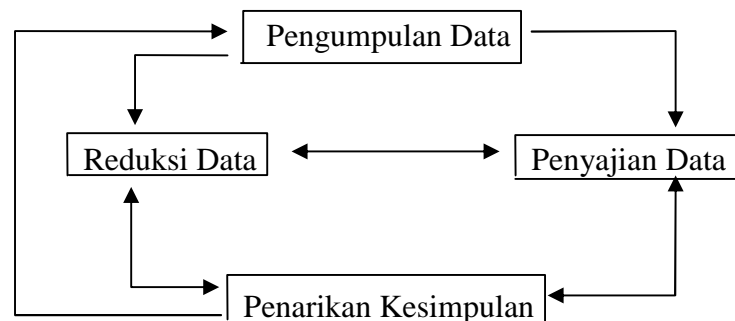 Pengumpulan Data
Reduksi Data
Penyajian Data
Penarikan Kesimpulan